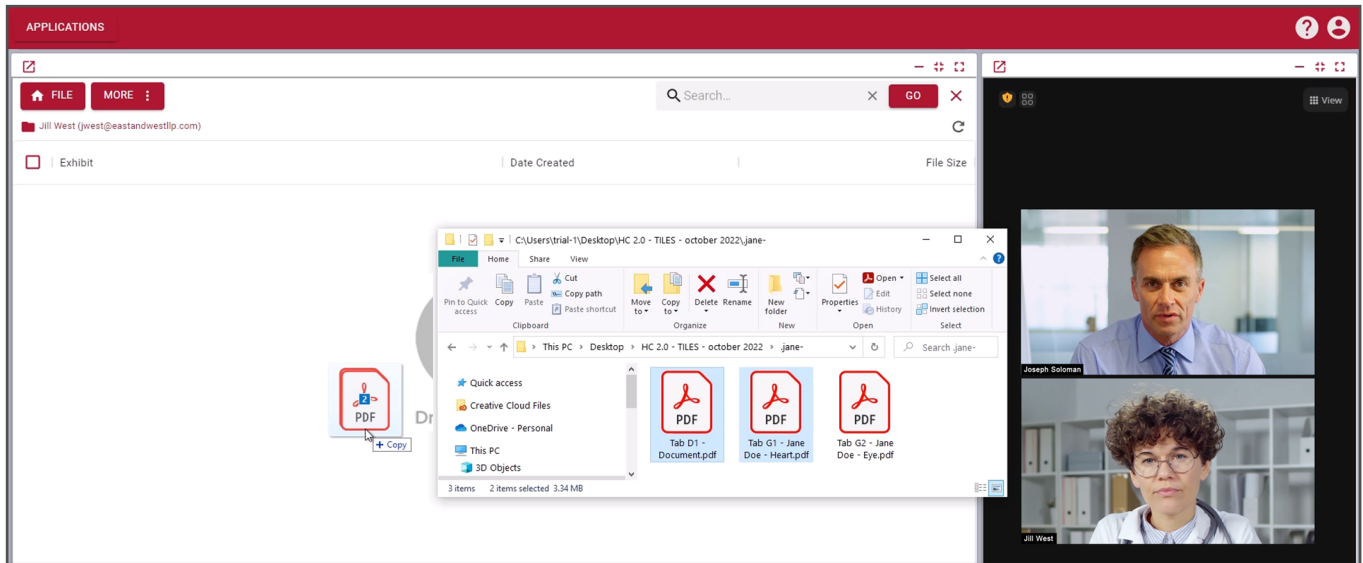 APPLICATIONS
FILE
MORE
Search...
GO
View
Jill West (jwest@eastandwestllp.com)
Exhibit
Date Created
File Size
C:\Users\trial-1\Desktop\HC 2.0 - TILES - october 2022\.jane-
File Home Share View
Pin to Quick access
Copy
Paste
Cut
Copy path
Paste shortcut
Clipboard
Move to
Copy to
Delete
Rename
Organize
New folder
New
Properties
Open
Edit
History
Open
Select all
Select none
Invert selection
Select
This PC > Desktop > HC 2.0 - TILES - october 2022 > .jane-
Search .jane-
Quick access
Creative Cloud Files
OneDrive - Personal
This PC
3D Objects
PDF
Tab D1 -
Document.pdf
PDF
Tab G1 - Jane
Doe - Heart.pdf
PDF
Tab G2 - Jane
Doe - Eye.pdf
3 items 2 items selected 3.34 MB
2
PDF
+ Copy
Dr
Joseph Soloman
Jill West